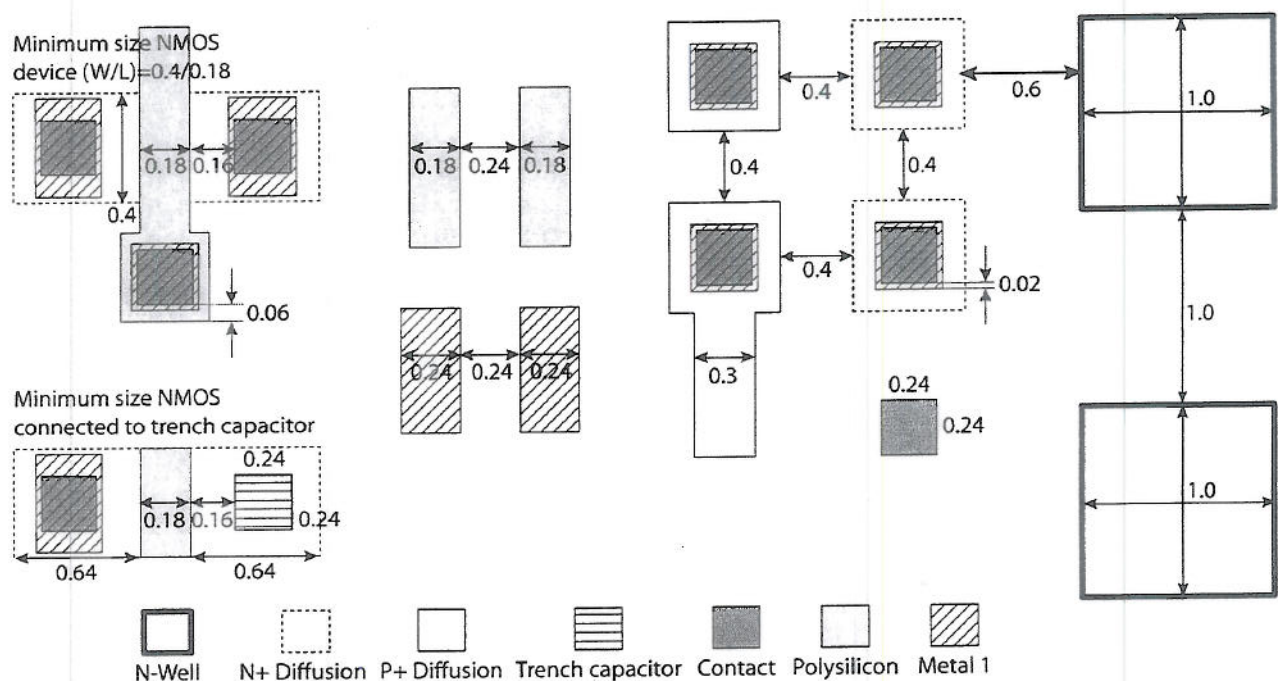 Minimum size NMOS
device (W/L)=0.4/0.18
0.18
0.16
0.4
0.06
0.18
0.24
0.18
0.24
0.24
0.24
0.4
0.6
1.0
0.4
0.4
0.4
0.02
1.0
0.3
0.24
0.24
1.0
Minimum size NMOS
connected to trench capacitor
0.24
0.18
0.16
0.24
0.64
0.64
N-Well
N+ Diffusion
P+ Diffusion
Trench capacitor
Contact
Polysilicon
Metal 1